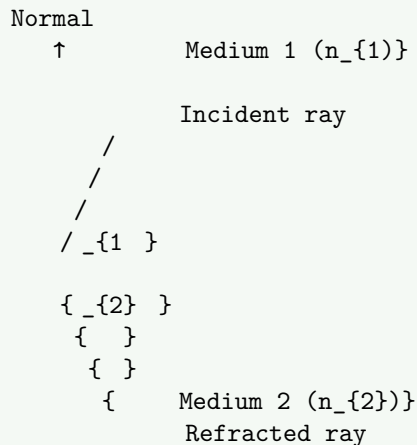 Normal
↑ Medium 1 (n_{1)}
Incident ray
/
/
/
/ _{1 }
{ _{2} }
{ }
{ }
{ Medium 2 (n_{2})}
Refracted ray